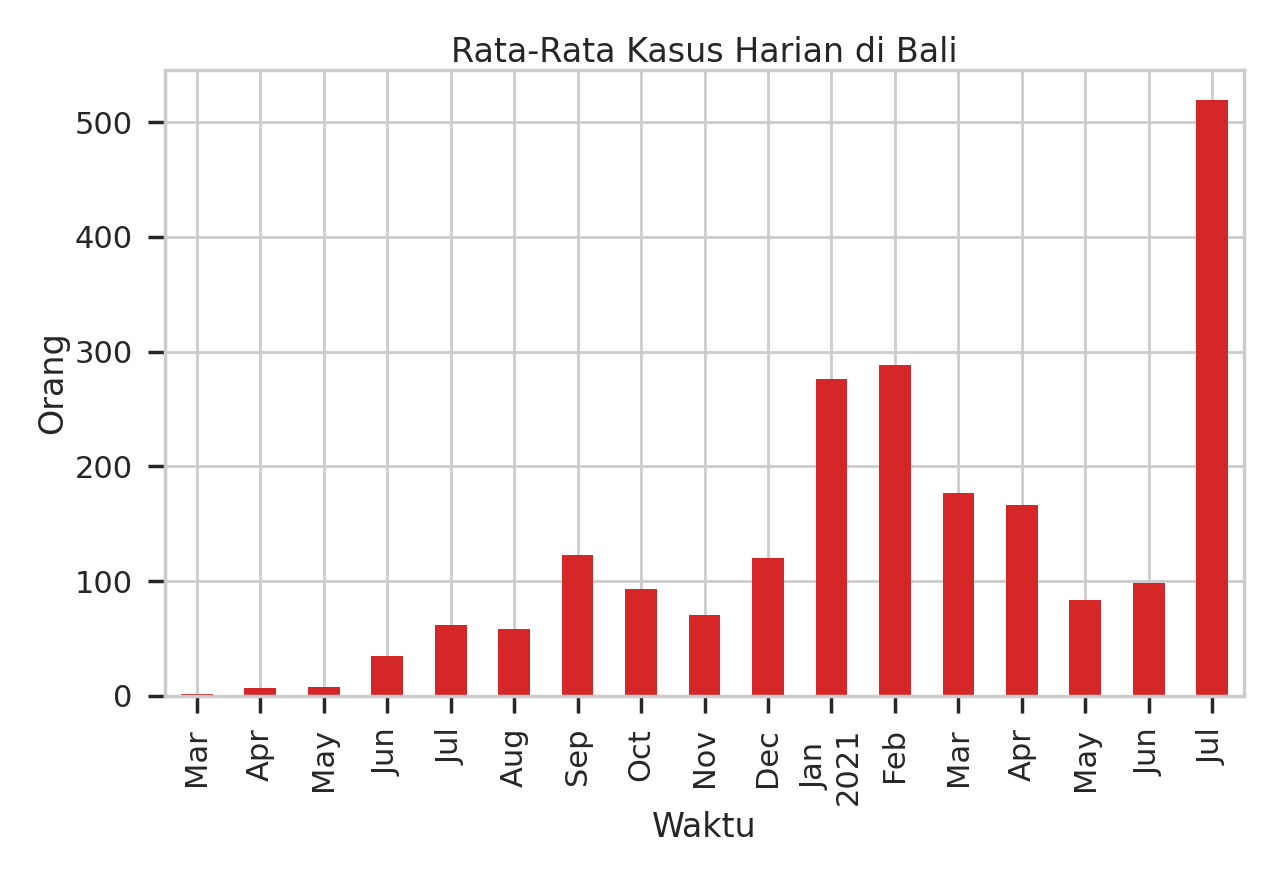 Rata-Rata Kasus Harian di Bali
500
400
300
200
100
0
Orang
Mar
Apr
May
Jun
Jul
Aug
Sep
Oct
Nov
Dec
Jan
2021
Feb
Mar
Apr
May
Jun
Jul
Waktu